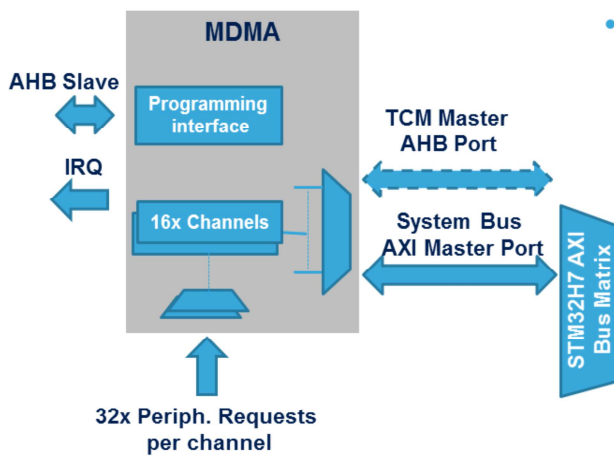 MDMA
AHB Slave
Programming
interface
IRQ
16x Channels
TCM Master
AHB Port
System Bus
AXI Master Port
STM32H7 AXI
Bus Matrix
32x Periph. Requests
per channel